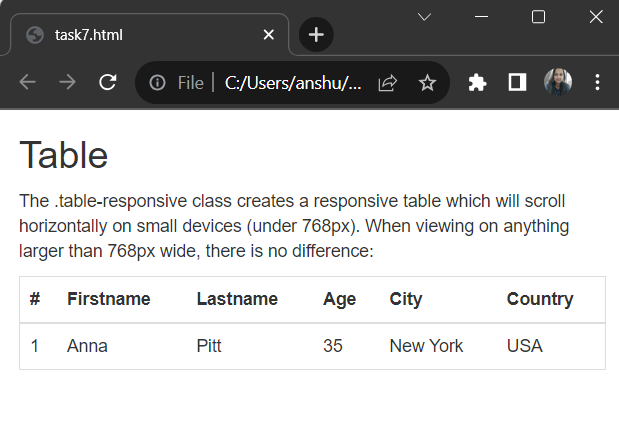 task7.html
File | C:/Users/anshu/...
Table
The .table-responsive class creates a responsive table which will scroll
horizontally on small devices (under 768px). When viewing on anything
larger than 768px wide, there is no difference:
# Firstname Lastname Age City Country
1 Anna Pitt 35 New York USA